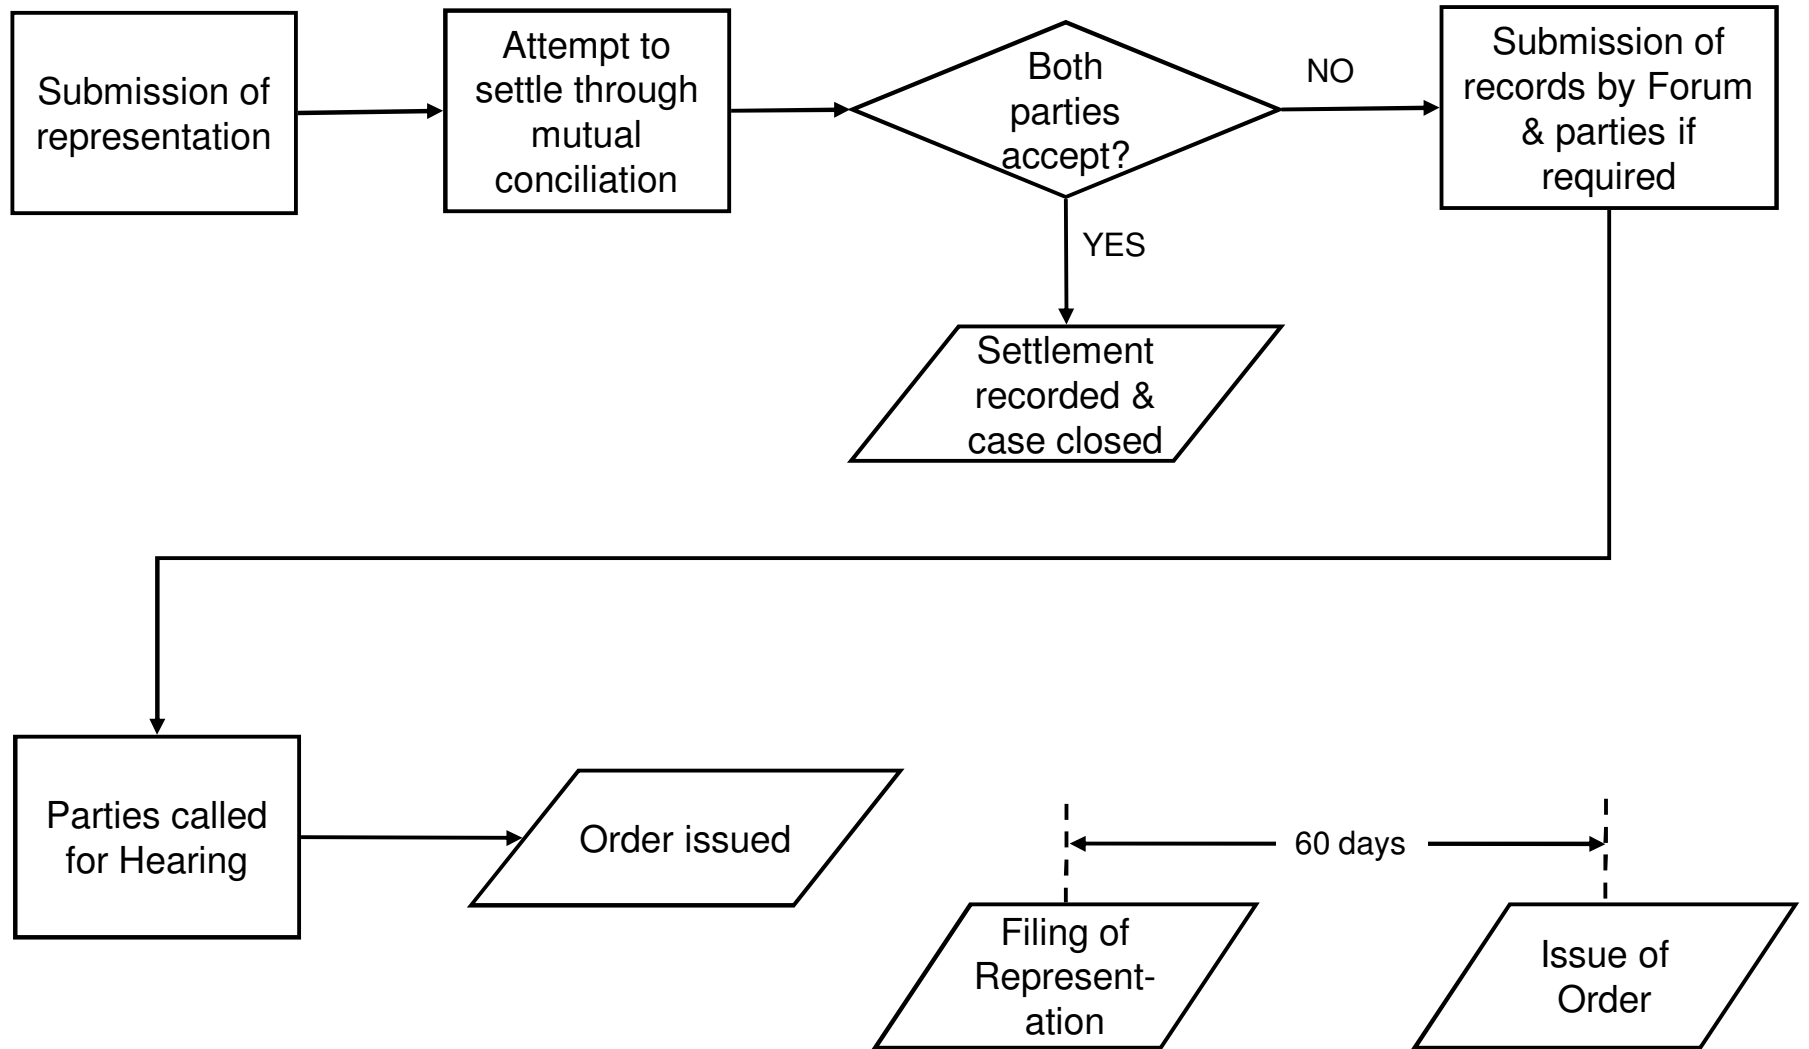 Submission of
representation
Attempt to
settle through
mutual
conciliation
Both
parties
accept?
NO
Submission of
records by Forum
& parties if
required
YES
Settlement
recorded &
case closed
Parties called
for Hearing
Order issued
60 days
Filing of
Represent-
ation
Issue of
Order